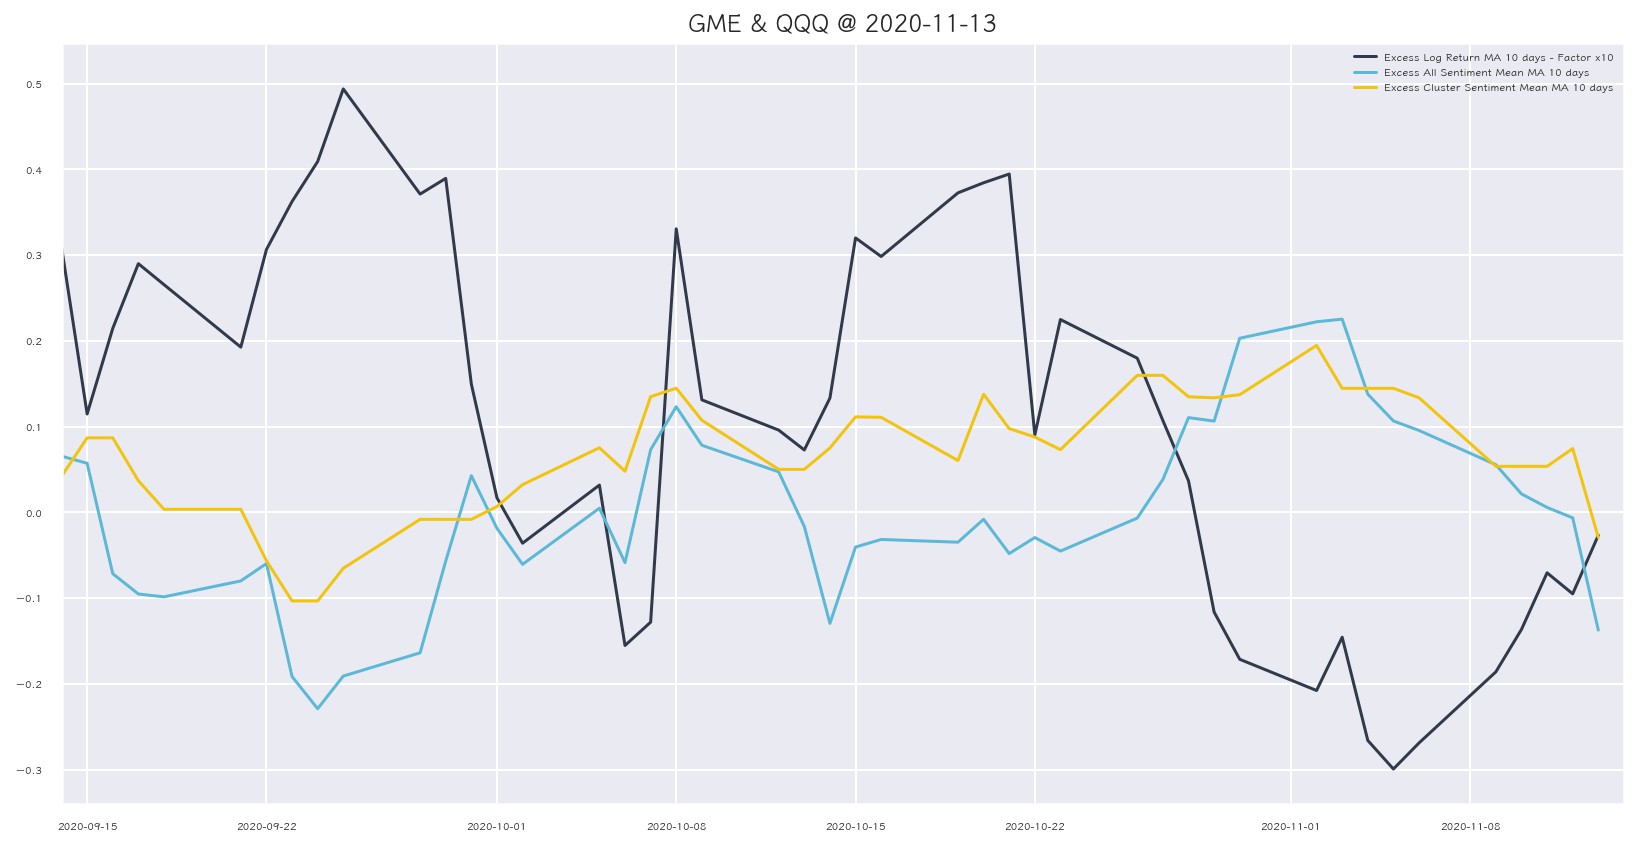 GME & QQQ @ 2020-11-13
Excess Log Return MA 10 days - Factor x10
Excess All Sentiment Mean MA 10 days
Excess Cluster Sentiment Mean MA 10 days
0.5
0.4
0.3
0.2
0.1
0.0
−0.1
−0.2
−0.3
2020-09-15 2020-09-22 2020-10-01 2020-10-08 2020-10-15 2020-10-22 2020-11-01 2020-11-08